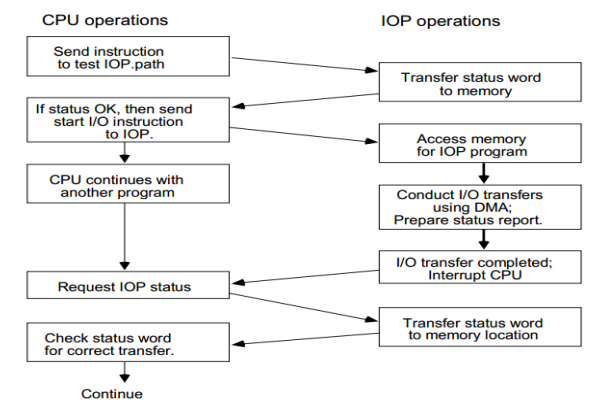 CPU operations
IOP operations
Send instruction
to test IOP.path
Transfer status word
to memory
If status OK, then send
start I/O instruction
to IOP.
Access memory
for IOP program
CPU continues with
another program
Conduct I/O transfers
using DMA;
Prepare status report.
I/O transfer completed;
Interrupt CPU
Request IOP status
Transfer status word
to memory location
Check status word
for correct transfer.
Continue